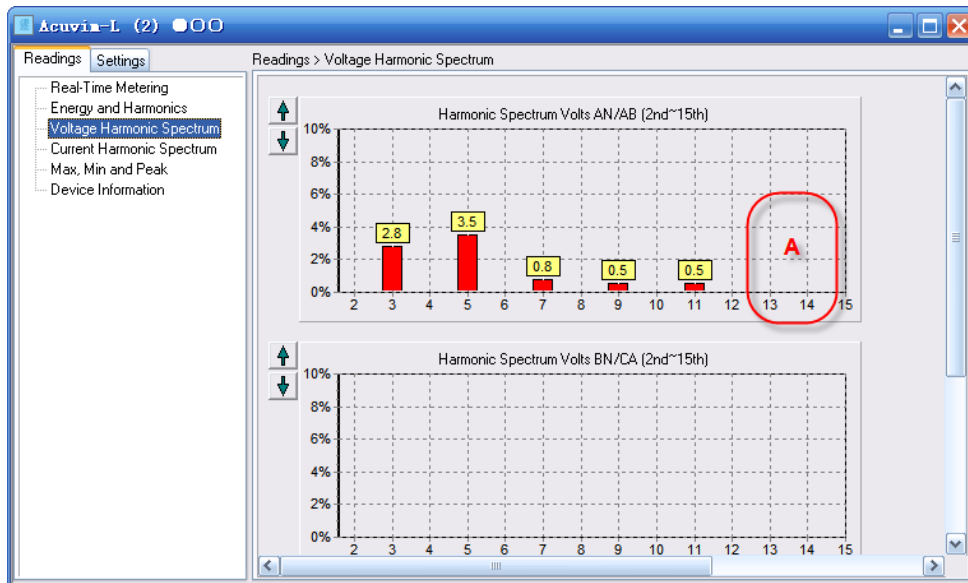 Acuvim-L (2)
Readings
Settings
Readings > Voltage Harmonic Spectrum
Real-Time Metering
Energy and Harmonics
Voltage Harmonic Spectrum
Current Harmonic Spectrum
Max, Min and Peak
Device Information
Harmonic Spectrum Volts AN/AB (2nd~15th)
10%
8%
6%
4%
2%
0%
2.8
3.5
0.8
0.5
0.5
A
2 3 4 5 6 7 8 9 10 11 12 13 14 15
Harmonic Spectrum Volts BN/CA (2nd~15th)
10%
8%
6%
4%
2%
0%
2 3 4 5 6 7 8 9 10 11 12 13 14 15